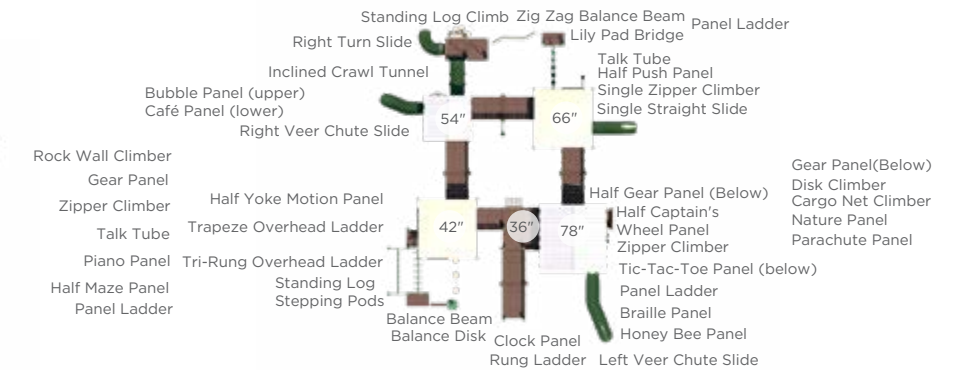 Standing Log Climb
Zig Zag Balance Beam
Panel Ladder
Right Turn Slide
Lily Pad Bridge
Inclined Crawl Tunnel
Talk Tube
Half Push Panel
Bubble Panel (upper)
Café Panel (lower)
Single Zipper Climber
Single Straight Slide
Right Veer Chute Slide
54"
66"
Rock Wall Climber
Gear Panel
Zipper Climber
Talk Tube
Piano Panel
Half Maze Panel
Panel Ladder
Half Yoke Motion Panel
Trapeze Overhead Ladder
Tri-Rung Overhead Ladder
Standing Log
Stepping Pods
Balance Beam
Balance Disk
42"
36"
78"
Clock Panel
Rung Ladder
Half Gear Panel (Below)
Half Captain's
Wheel Panel
Zipper Climber
Tic-Tac-Toe Panel (below)
Panel Ladder
Braille Panel
Honey Bee Panel
Left Veer Chute Slide
Gear Panel(Below)
Disk Climber
Cargo Net Climber
Nature Panel
Parachute Panel